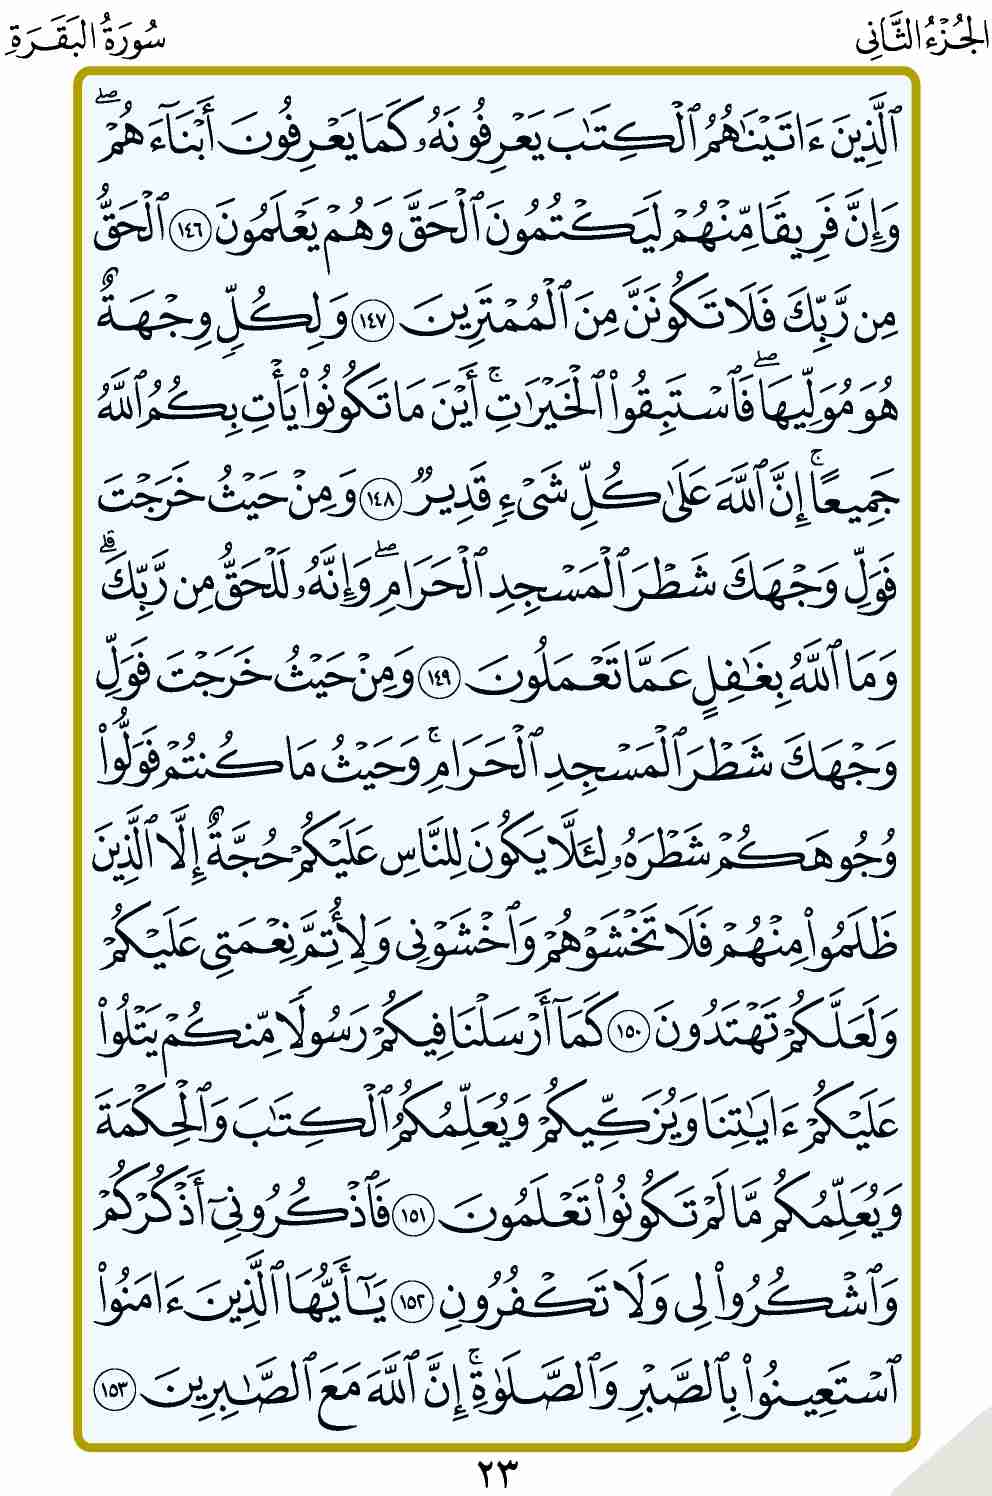 الجُزْءُ الثَّانِي
سُورَةُ البَقَرَةِ
ٱلَّذِينَ ءَاتَيْنَٰهُمُ ٱلْكِتَٰبَ يَعْرِفُونَهُۥ كَمَا يَعْرِفُونَ أَبْنَآءَهُمْۖ
وَإِنَّ فَرِيقًا مِّنْهُمْ لَيَكْتُمُونَ ٱلْحَقَّ وَهُمْ يَعْلَمُونَ ١٤٦ ٱلْحَقُّ
مِن رَّبِّكَ فَلَا تَكُونَنَّ مِنَ ٱلْمُمْتَرِينَ ١٤٧ وَلِكُلٍّ وِجْهَةٌ
هُوَ مُوَلِّيهَاۖ فَٱسْتَبِقُوا۟ ٱلْخَيْرَٰتِۚ أَيْنَ مَا تَكُونُوا۟ يَأْتِ بِكُمُ ٱللَّهُ
جَمِيعًاۚ إِنَّ ٱللَّهَ عَلَىٰ كُلِّ شَىْءٍ قَدِيرٌ ١٤٨ وَمِنْ حَيْثُ خَرَجْتَ
فَوَلِّ وَجْهَكَ شَطْرَ ٱلْمَسْجِدِ ٱلْحَرَامِۖ وَإِنَّهُۥ لَلْحَقُّ مِن رَّبِّكَۗ
وَمَا ٱللَّهُ بِغَٰفِلٍ عَمَّا تَعْمَلُونَ ١٤٩ وَمِنْ حَيْثُ خَرَجْتَ فَوَلِّ
وَجْهَكَ شَطْرَ ٱلْمَسْجِدِ ٱلْحَرَامِۚ وَحَيْثُ مَا كُنتُمْ فَوَلُّوا۟
وُجُوهَكُمْ شَطْرَهُۥ لِئَلَّا يَكُونَ لِلنَّاسِ عَلَيْكُمْ حُجَّةٌ إِلَّا ٱلَّذِينَ
ظَلَمُوا۟ مِنْهُمْ فَلَا تَخْشَوْهُمْ وَٱخْشَوْنِى وَلِأُتِمَّ نِعْمَتِى عَلَيْكُمْ
وَلَعَلَّكُمْ تَهْتَدُونَ ١٥٠ كَمَآ أَرْسَلْنَا فِيكُمْ رَسُولًا مِّنكُمْ يَتْلُوا۟
عَلَيْكُمْ ءَايَٰتِنَا وَيُزَكِّيكُمْ وَيُعَلِّمُكُمُ ٱلْكِتَٰبَ وَٱلْحِكْمَةَ
وَيُعَلِّمُكُم مَّا لَمْ تَكُونُوا۟ تَعْلَمُونَ ١٥١ فَٱذْكُرُونِىٓ أَذْكُرْكُمْ
وَٱشْكُرُوا۟ لِى وَلَا تَكْفُرُونِ ١٥٢ يَٰٓأَيُّهَا ٱلَّذِينَ ءَامَنُوا۟
ٱسْتَعِينُوا۟ بِٱلصَّبْرِ وَٱلصَّلَوٰةِۚ إِنَّ ٱللَّهَ مَعَ ٱلصَّٰبِرِينَ ١٥٣
٢٣